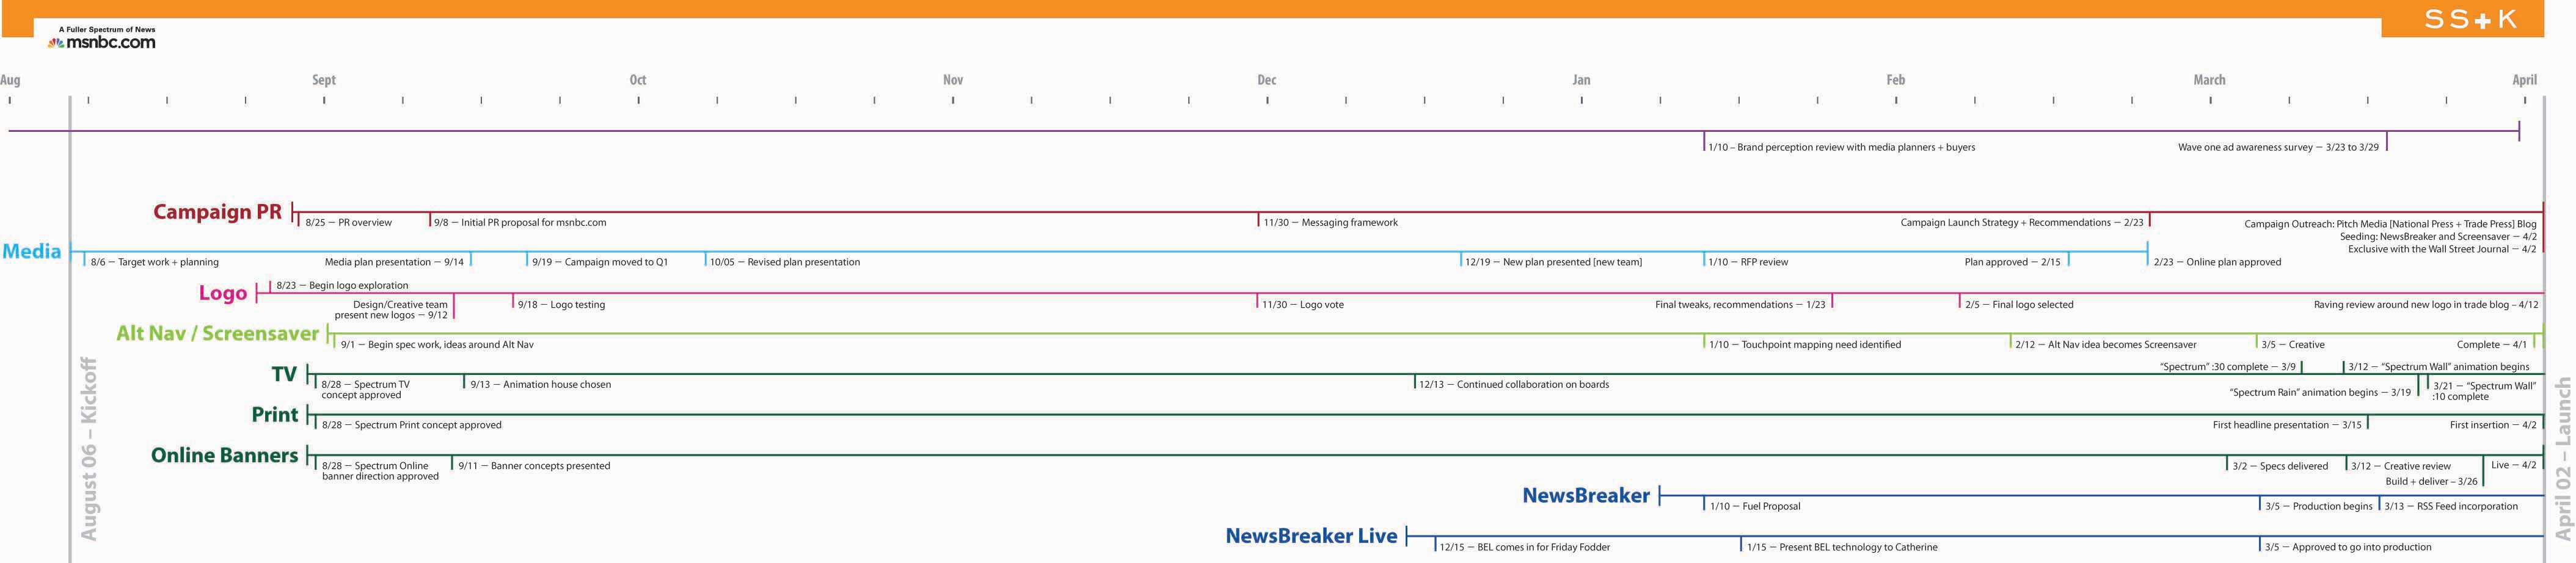 SS+K
A Fuller Spectrum of News
msnbc.com
Aug Sept Oct Nov Dec Jan Feb March April
1/10 – Brand perception review with media planners + buyers
Wave one ad awareness survey — 3/23 to 3/29
Campaign PR
8/25 — PR overview
9/8 — Initial PR proposal for msnbc.com
11/30 — Messaging framework
Campaign Launch Strategy + Recommendations — 2/23
Campaign Outreach: Pitch Media [National Press + Trade Press] Blog
Seeding: NewsBreaker and Screensaver — 4/2
Exclusive with the Wall Street Journal — 4/2
Media
8/6 — Target work + planning
Media plan presentation — 9/14
9/19 — Campaign moved to Q1
10/05 — Revised plan presentation
12/19 — New plan presented [new team]
1/10 — RFP review
Plan approved — 2/15
2/23 — Online plan approved
Logo
8/23 — Begin logo exploration
Design/Creative team
present new logos — 9/12
9/18 — Logo testing
11/30 — Logo vote
Final tweaks, recommendations — 1/23
2/5 — Final logo selected
Raving review around new logo in trade blog – 4/12
Alt Nav / Screensaver
9/1 — Begin spec work, ideas around Alt Nav
1/10 — Touchpoint mapping need identified
2/12 — Alt Nav idea becomes Screensaver
3/5 — Creative
Complete — 4/1
TV
8/28 — Spectrum TV
concept approved
9/13 — Animation house chosen
12/13 — Continued collaboration on boards
“Spectrum” :30 complete — 3/9
3/12 — “Spectrum Wall” animation begins
“Spectrum Rain” animation begins — 3/19
3/21 — “Spectrum Wall”
:10 complete
Print
8/28 — Spectrum Print concept approved
First headline presentation — 3/15
First insertion — 4/2
Online Banners
8/28 — Spectrum Online
banner direction approved
9/11 — Banner concepts presented
3/2 — Specs delivered
3/12 — Creative review
Build + deliver – 3/26
Live — 4/2
NewsBreaker
1/10 — Fuel Proposal
3/5 — Production begins
3/13 — RSS Feed incorporation
NewsBreaker Live
12/15 — BEL comes in for Friday Fodder
1/15 — Present BEL technology to Catherine
3/5 — Approved to go into production
August 06 – Kickoff
April 02 – Launch